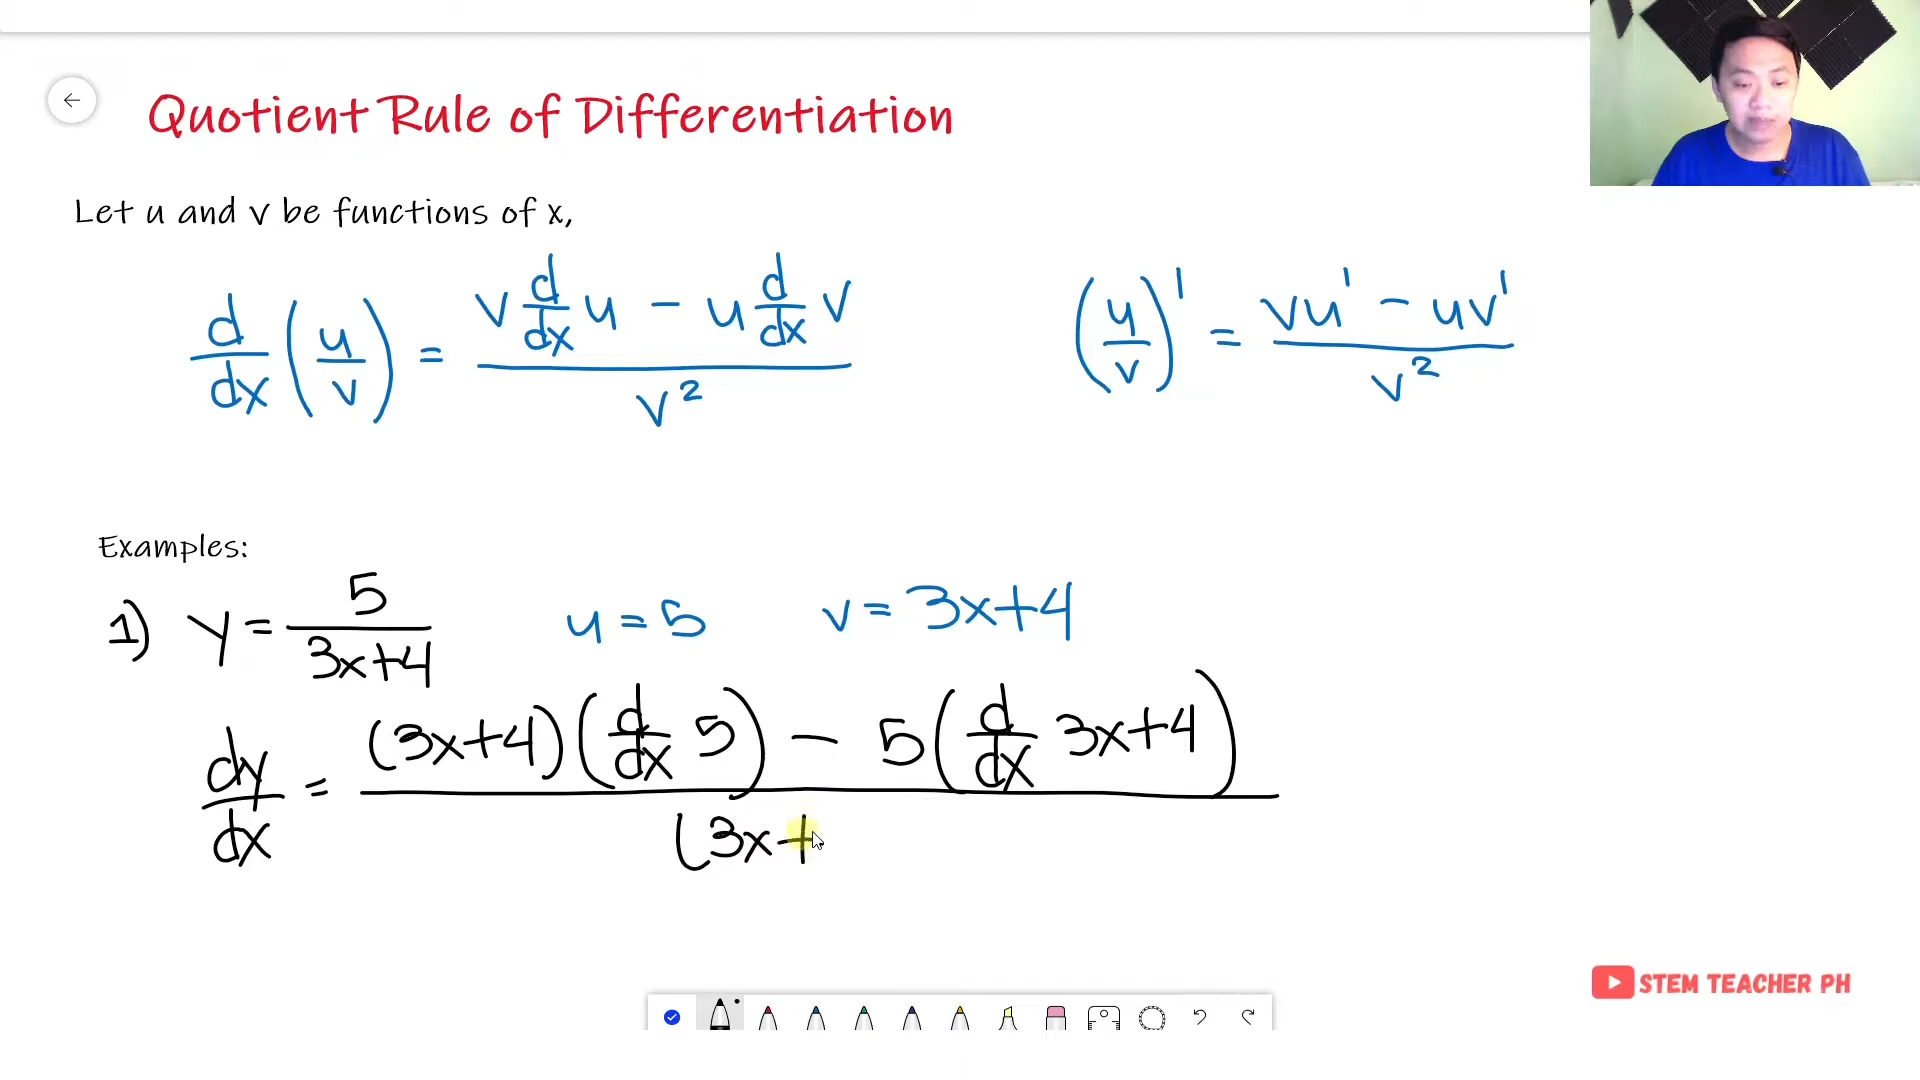 Quotient Rule of Differentiation
Let u and v be functions of x,
d/dx (u/v) = (v d/dx u − u d/dx v)/v²
(u/v)' = (vu' − uv')/v²
Examples:
1) y = 5/(3x+4)
u = 5
v = 3x+4
dy/dx = (3x+4)(d/dx 5) − 5(d/dx 3x+4)
(3x+
STEM TEACHER PH